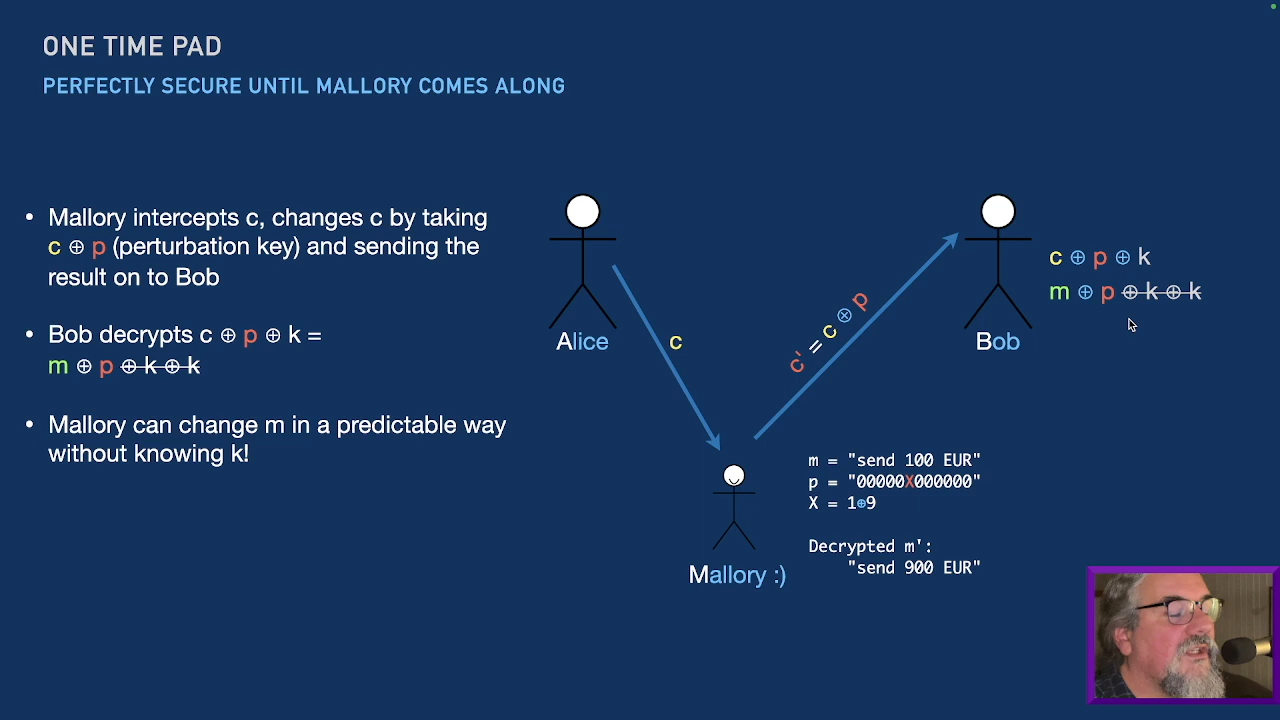 ONE TIME PAD
PERFECTLY SECURE UNTIL MALLORY COMES ALONG
• Mallory intercepts c, changes c by taking
c ⊕ p (perturbation key) and sending the
result on to Bob
• Bob decrypts c ⊕ p ⊕ k =
m ⊕ p ⊕ k ⊕ k
• Mallory can change m in a predictable way
without knowing k!
Alice
c
c' = c ⊗ p
Bob
c ⊕ p ⊕ k
m ⊕ p ⊕ k ⊕ k
Mallory :)
m = "send 100 EUR"
p = "00000X000000"
X = 1⊕9
Decrypted m':
"send 900 EUR"